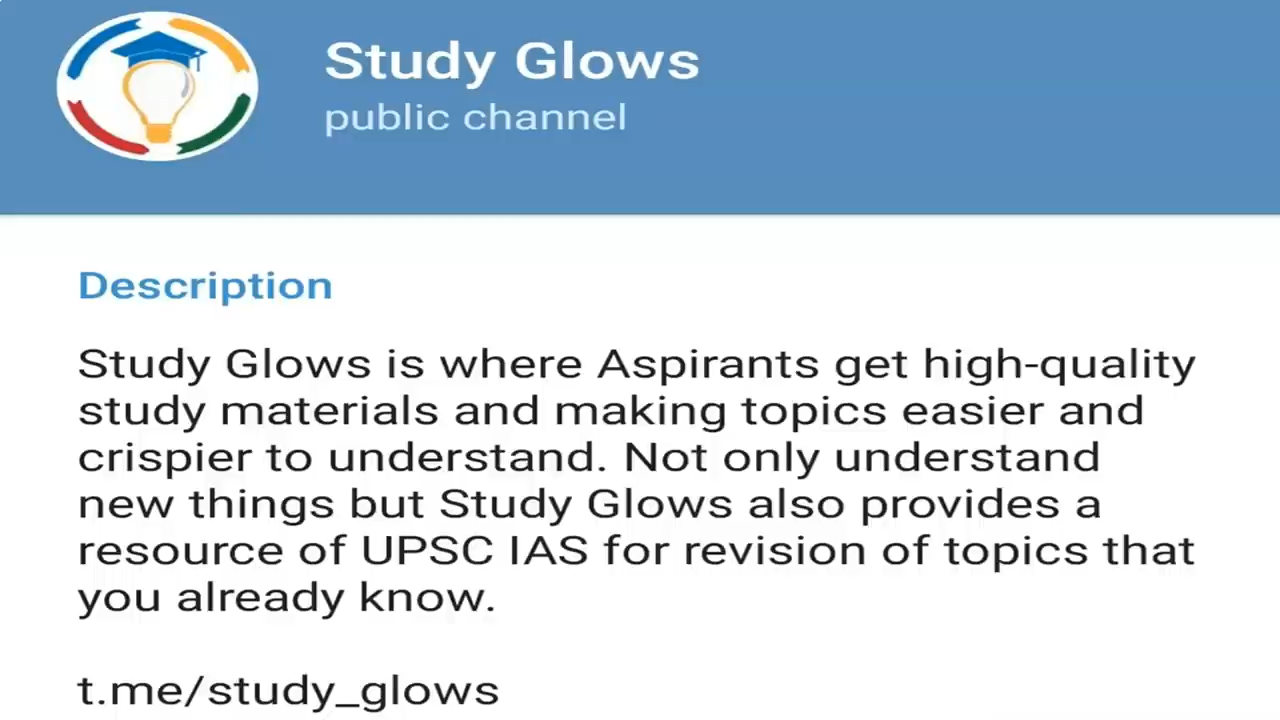 Study Glows
public channel
Description
Study Glows is where Aspirants get high-quality
study materials and making topics easier and
crispier to understand. Not only understand
new things but Study Glows also provides a
resource of UPSC IAS for revision of topics that
you already know.
t.me/study_glows